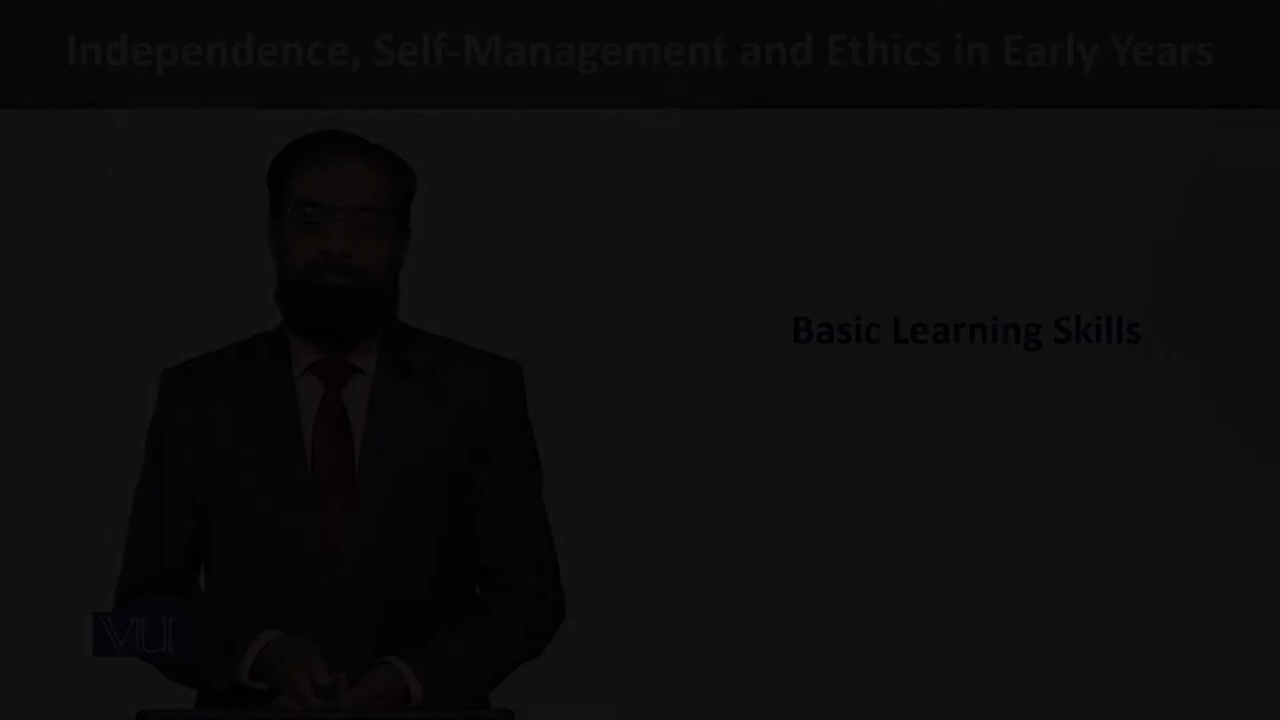 Independence, Self-Management and Ethics in Early Years
Basic Learning Skills
VU